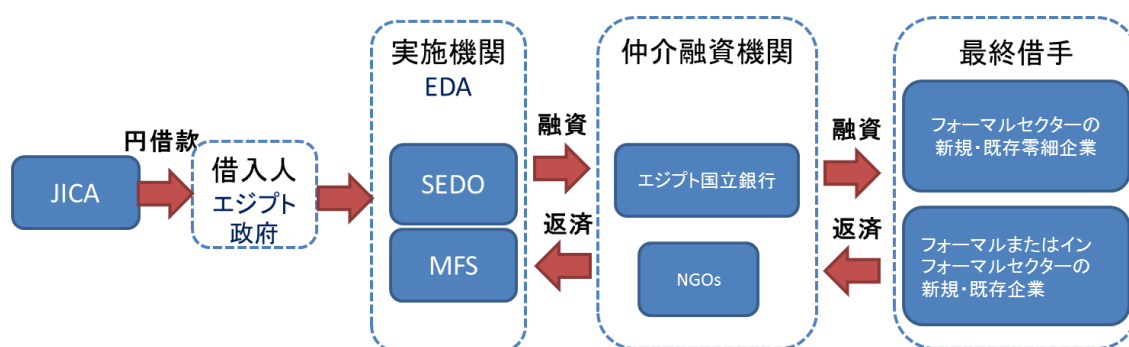 JICA
円借款
借入人
エジプト
政府
実施機関
EDA
SEDO
MFS
融資
返済
仲介融資機関
エジプト国立銀行
NGOs
融資
返済
最終借手
フォーマルセクターの
新規・既存零細企業
フォーマルまたはイン
フォーマルセクターの
新規・既存企業